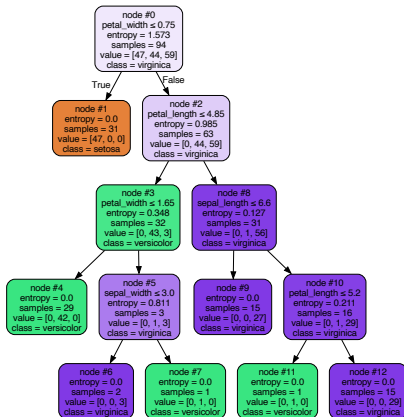 node #0
petal_width ≤ 0.75
entropy = 1.573
samples = 94
value = [47, 44, 59]
class = virginica
True
False
node #1
entropy = 0.0
samples = 31
value = [47, 0, 0]
class = setosa
node #2
petal_length ≤ 4.85
entropy = 0.985
samples = 63
value = [0, 44, 59]
class = virginica
node #3
petal_width ≤ 1.65
entropy = 0.348
samples = 32
value = [0, 43, 3]
class = versicolor
node #8
sepal_length ≤ 6.6
entropy = 0.127
samples = 31
value = [0, 1, 56]
class = virginica
node #4
entropy = 0.0
samples = 29
value = [0, 42, 0]
class = versicolor
node #5
sepal_width ≤ 3.0
entropy = 0.811
samples = 3
value = [0, 1, 3]
class = virginica
node #9
entropy = 0.0
samples = 15
value = [0, 0, 27]
class = virginica
node #10
petal_length ≤ 5.2
entropy = 0.211
samples = 16
value = [0, 1, 29]
class = virginica
node #6
entropy = 0.0
samples = 2
value = [0, 0, 3]
class = virginica
node #7
entropy = 0.0
samples = 1
value = [0, 1, 0]
class = versicolor
node #11
entropy = 0.0
samples = 1
value = [0, 1, 0]
class = versicolor
node #12
entropy = 0.0
samples = 15
value = [0, 0, 29]
class = virginica